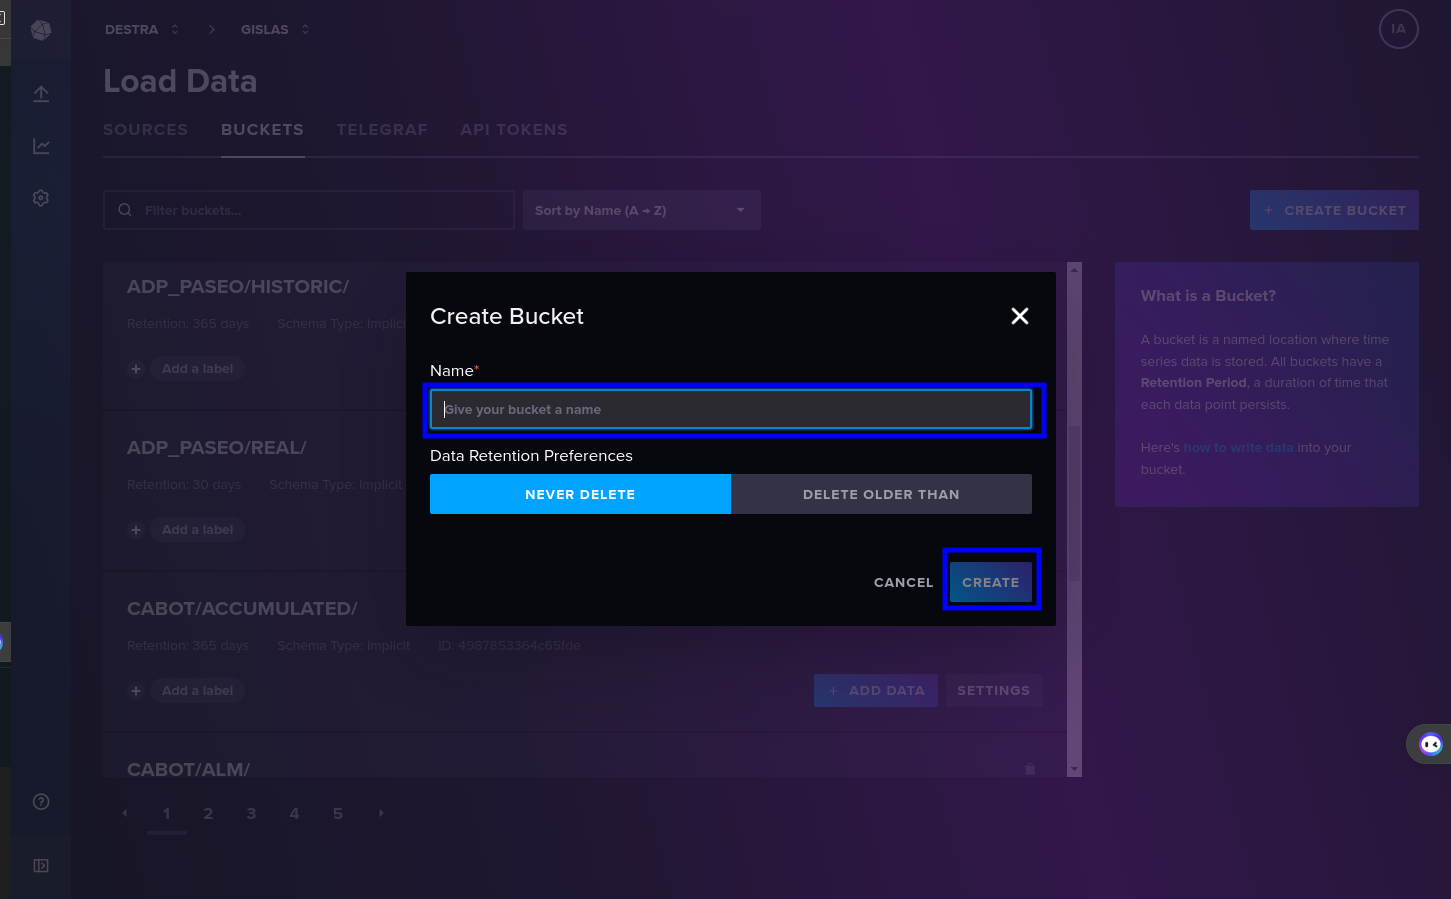 DESTRA
GISLAS
IA
Load Data
SOURCES
BUCKETS
TELEGRAF
API TOKENS
Filter buckets...
Sort by Name (A → Z)
+ CREATE BUCKET
ADP_PASEO/HISTORIC/
Retention: 365 days
Schema Type: Implici
+ Add a label
ADP_PASEO/REAL/
Retention: 30 days
Schema Type: Implicit
+ Add a label
CABOT/ACCUMULATED/
Retention: 365 days
Schema Type: Implicit
ID: 4987853364c65fde
+ Add a label
+ ADD DATA
SETTINGS
CABOT/ALM/
1 2 3 4 5
Create Bucket
Name*
Give your bucket a name
Data Retention Preferences
NEVER DELETE
DELETE OLDER THAN
CANCEL
CREATE
What is a Bucket?
A bucket is a named location where time
series data is stored. All buckets have a
Retention Period, a duration of time that
each data point persists.
Here's how to write data into your
bucket.